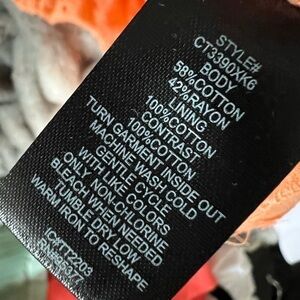 STYLE#
CT3390XK6
BODY
58%COTTON
42%RAYON
LINING
100%COTTON
CONTRAST
100%COTTON
TURN GARMENT INSIDE OUT
MACHINE WASH COLD
GENTLE CYCLE
WITH LIKE COLORS
ONLY. NON-CHLORINE
BLEACH WHEN NEEDED
TUMBLE DRY LOW
WARM IRON TO RESHAPE